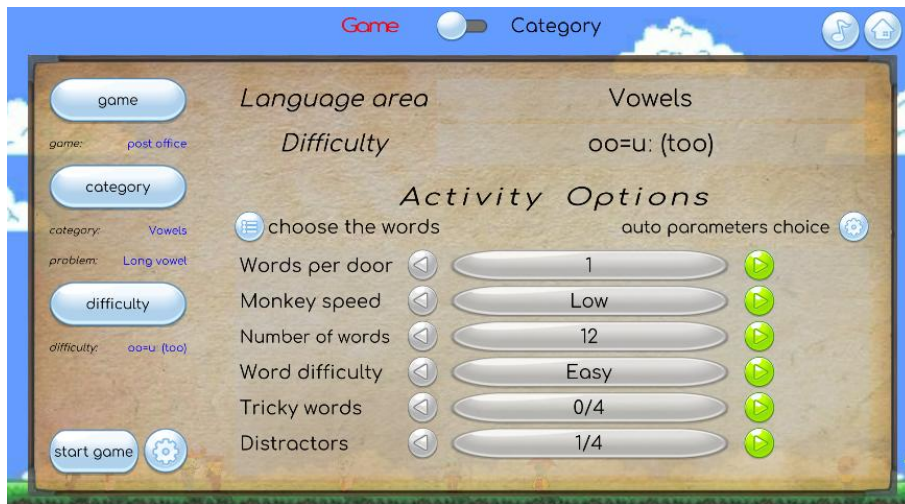 Game Category
game
game: post office
category
category: Vowels
problem: Long vowel
difficulty
difficulty: oo=u: (too)
start game
Language area Vowels
Difficulty oo=u: (too)
Activity Options
choose the words auto parameters choice
Words per door 1
Monkey speed Low
Number of words 12
Word difficulty Easy
Tricky words 0/4
Distractors 1/4